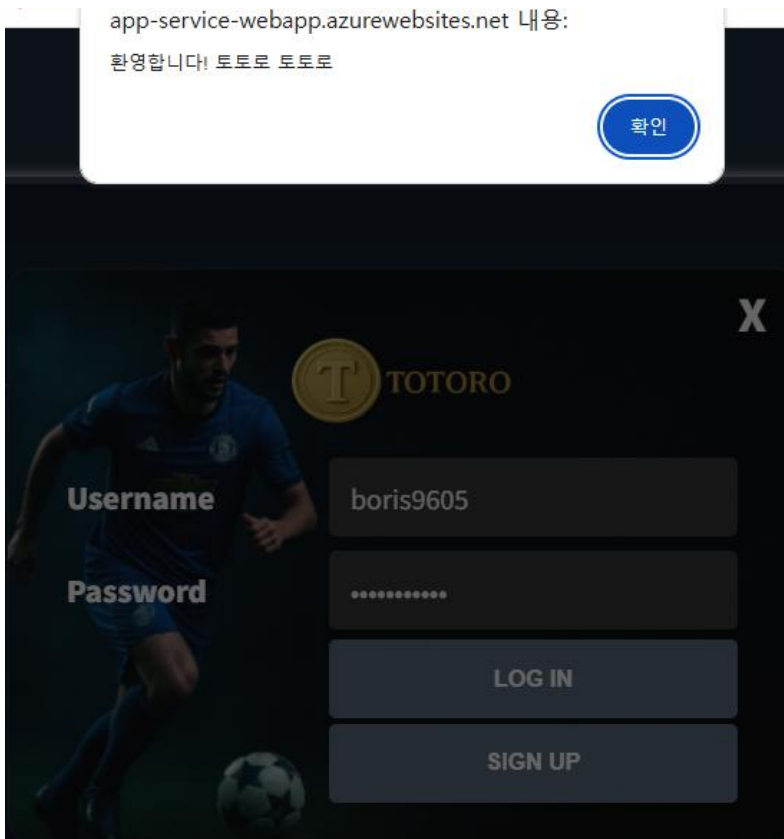 app-service-webapp.azurewebsites.net 내용:
환영합니다! 토토로 토토로
확인
X
T TOTORO
Username boris9605
Password •••••••••••
LOG IN
SIGN UP